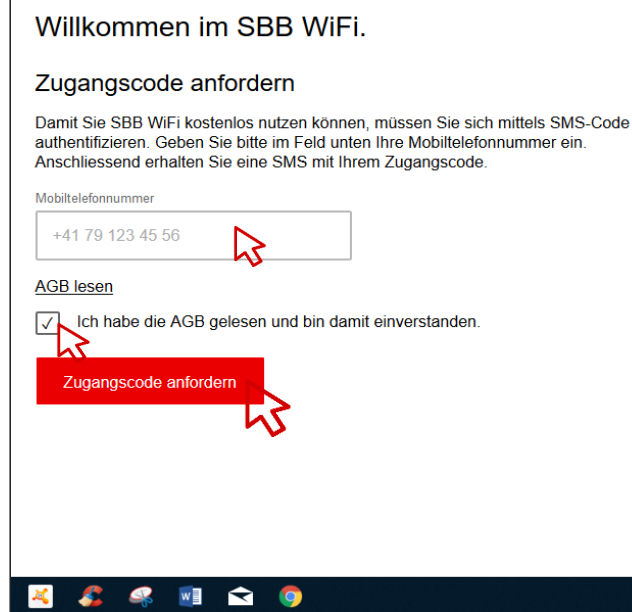 Willkommen im SBB WiFi.
Zugangscode anfordern
Damit Sie SBB WiFi kostenlos nutzen können, müssen Sie sich mittels SMS-Code
authentifizieren. Geben Sie bitte im Feld unten Ihre Mobiltelefonnummer ein.
Anschliessend erhalten Sie eine SMS mit Ihrem Zugangscode.
Mobiltelefonnummer
+41 79 123 45 56
AGB lesen
Ich habe die AGB gelesen und bin damit einverstanden.
Zugangscode anfordern